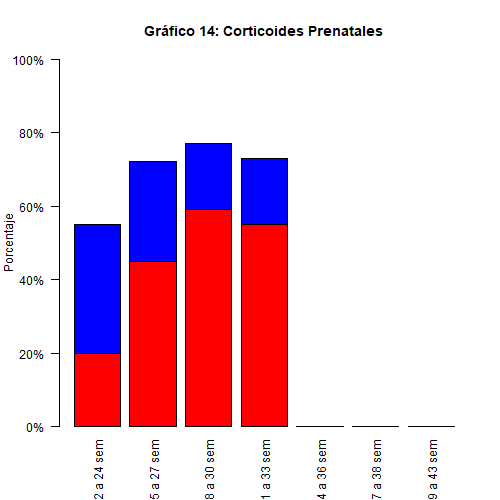 Gráfico 14: Corticoides Prenatales
100%
80%
60%
40%
20%
0%
Porcentaje
2 a 24 sem
5 a 27 sem
8 a 30 sem
1 a 33 sem
4 a 36 sem
7 a 38 sem
9 a 43 sem